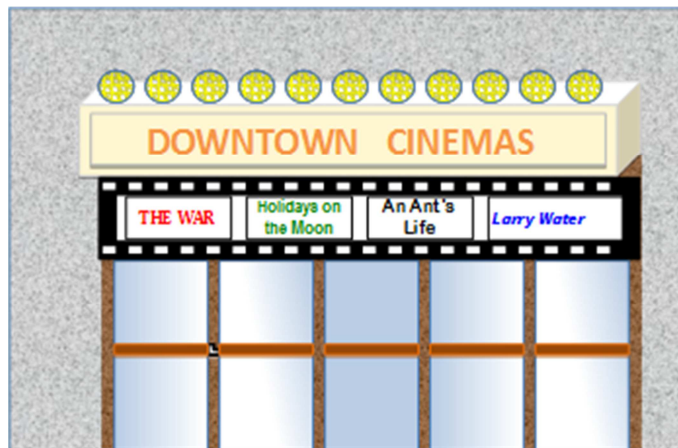 DOWNTOWN CINEMAS
THE WAR
Holidays on
the Moon
An Ant's
Life
Larry Water